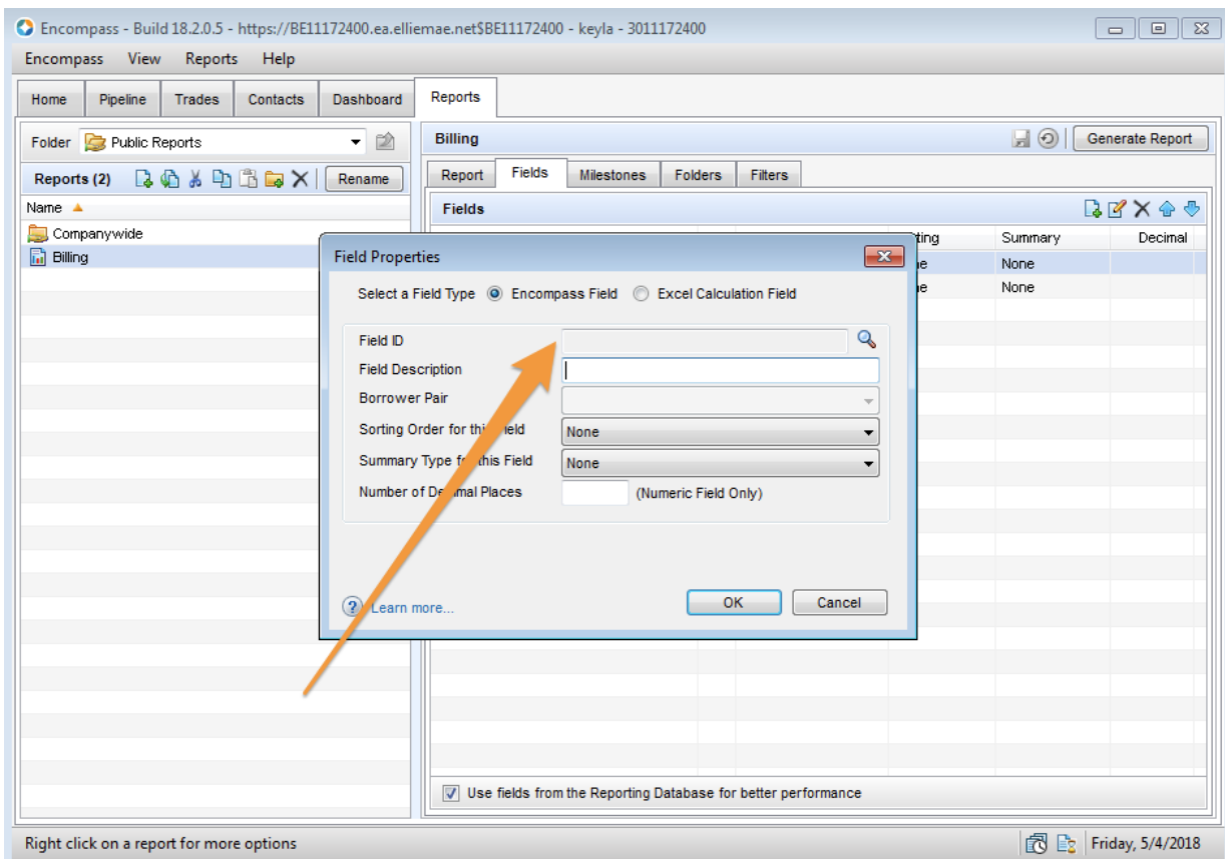 Encompass - Build 18.2.0.5 - https://BE11172400.ea.elliemae.net$BE11172400 - keyla - 3011172400
Encompass View Reports Help
Home Pipeline Trades Contacts Dashboard Reports
Folder Public Reports
Billing
Generate Report
Reports (2)
Rename
Report Fields Milestones Folders Filters
Name
Fields
Companywide
Billing
Summary Decimal
None
None
Field Properties
Select a Field Type Encompass Field Excel Calculation Field
Field ID
Field Description
Borrower Pair
Sorting Order for this Field None
Summary Type for this Field None
Number of Decimal Places (Numeric Field Only)
? Learn more...
OK Cancel
Use fields from the Reporting Database for better performance
Right click on a report for more options
Friday, 5/4/2018